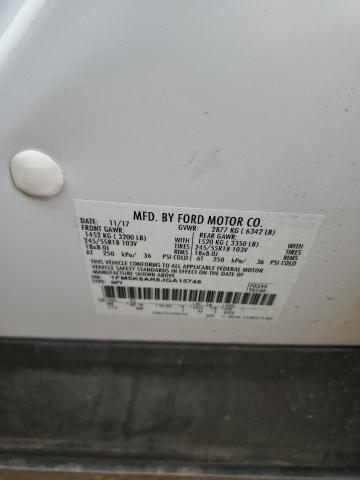 MFD. BY FORD MOTOR CO.
DATE: 11/17 GVWR: 2877 KG ( 6342 LB)
FRONT GAWR: REAR GAWR:
1452 KG ( 3200 LB) 1520 KG ( 3350 LB)
245/55R18 103V TIRES 245/55R18 103V TIRES
18x8.0J RIMS 18x8.0J RIMS
AT 250 kPa/ 36 PSI COLD AT 250 kPa/ 36 PSI COLD
THIS VEHICLE CONFORMS TO ALL APPLICABLE FEDERAL MOTOR
VEHICLE SAFETY STANDARDS IN EFFECT ON THE DATE OF
MANUFACTURE SHOWN ABOVE.
VIN: 1FM5K8AR8JGA15748
TYPE: MPV